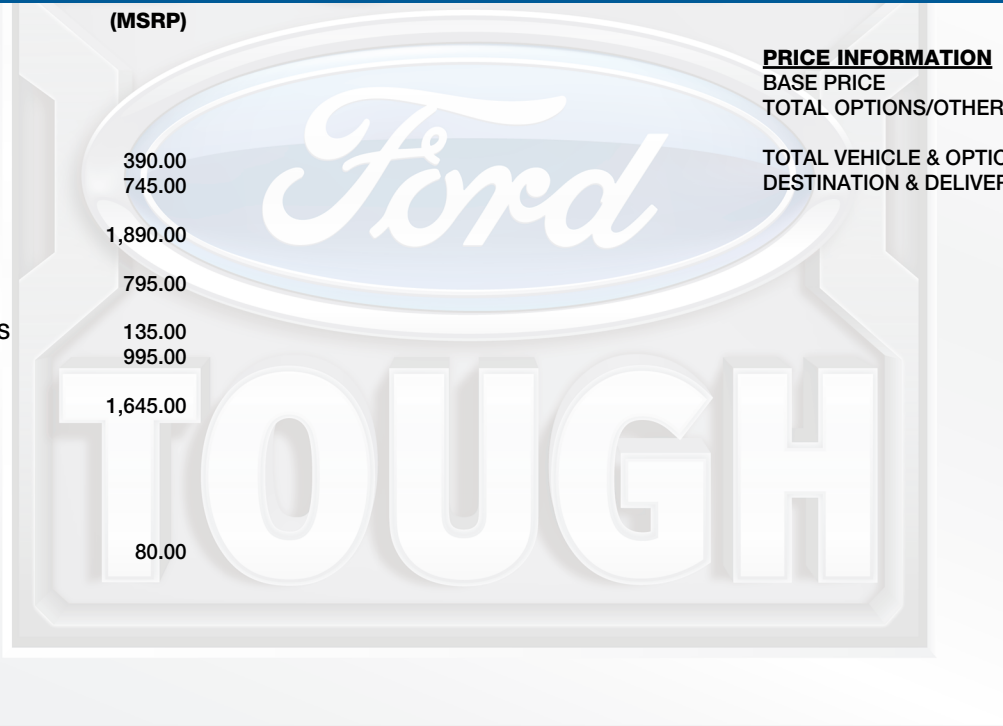 (MSRP)
PRICE INFORMATION
BASE PRICE
TOTAL OPTIONS/OTHER
390.00
TOTAL VEHICLE & OPTIO
745.00
DESTINATION & DELIVER
1,890.00
795.00
S 135.00
995.00
1,645.00
80.00
Ford
TOUGH